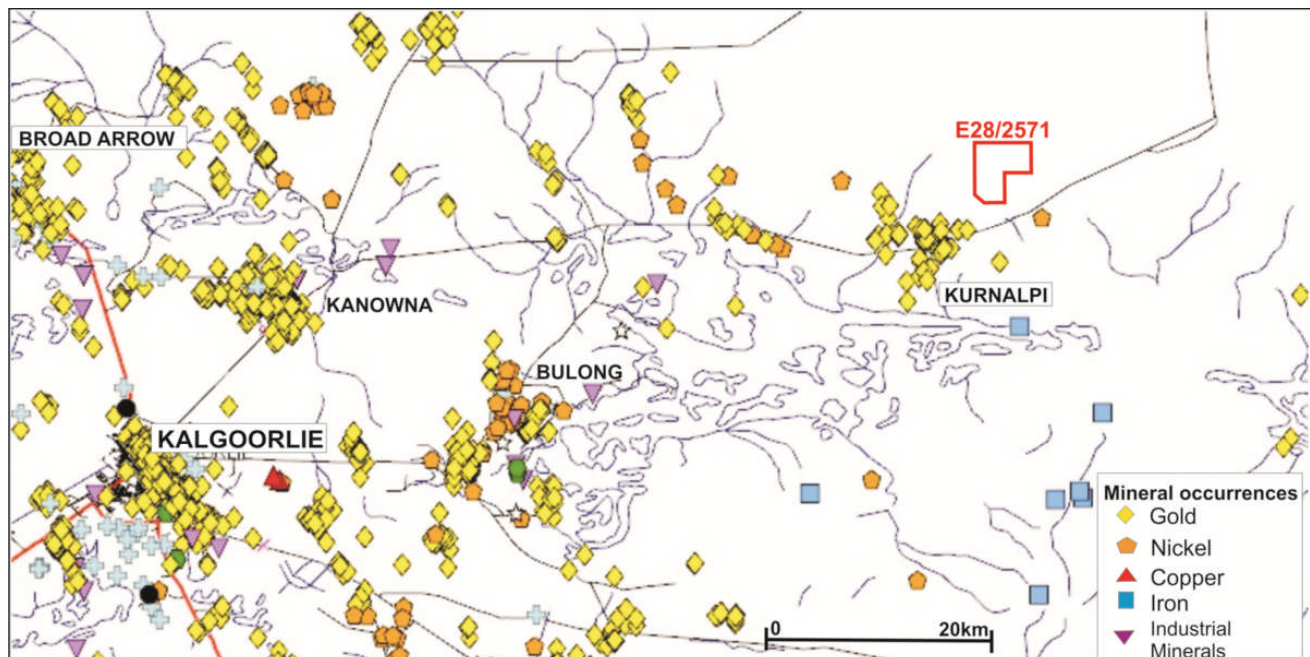 E28/2571
BROAD ARROW
KANOWNA
KURNALPI
BULONG
KALGOORLIE
Mineral occurrences
Gold
Nickel
Copper
Iron
Industrial
Minerals
0 20km